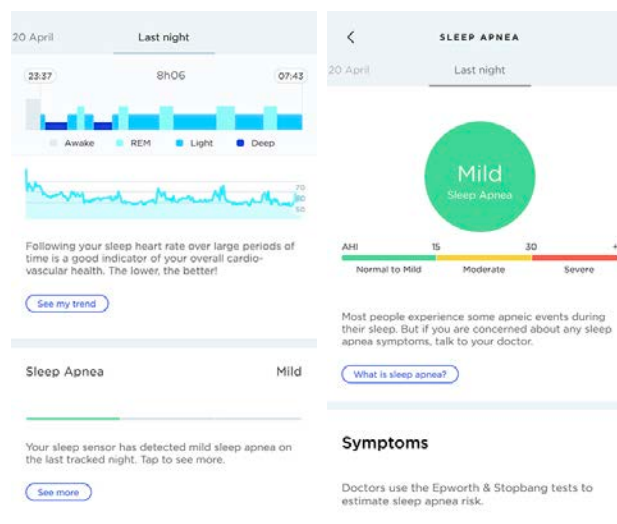 20 April Last night
23:37 8h06 07:43
Awake REM Light Deep
70
60
50
Following your sleep heart rate over large periods of
time is a good indicator of your overall cardio-
vascular health. The lower, the better!
See my trend
Sleep Apnea Mild
Your sleep sensor has detected mild sleep apnea on
the last tracked night. Tap to see more.
See more
SLEEP APNEA
20 April Last night
Mild
Sleep Apnea
AHI 15 30 +
Normal to Mild Moderate Severe
Most people experience some apneic events during
their sleep. But if you are concerned about any sleep
apnea symptoms, talk to your doctor.
What is sleep apnea?
Symptoms
Doctors use the Epworth & Stopbang tests to
estimate sleep apnea risk.